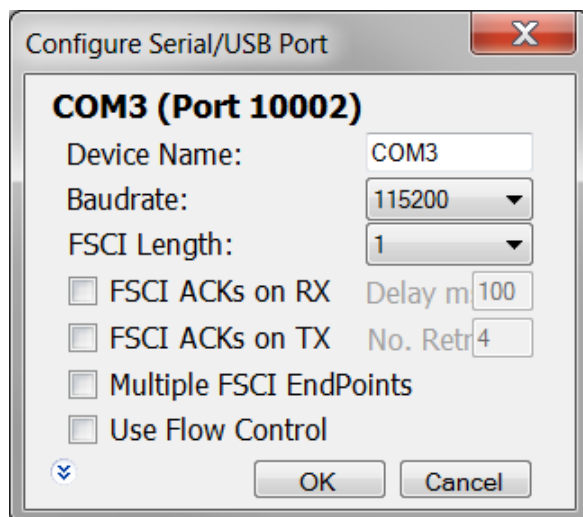 Configure Serial/USB Port
COM3 (Port 10002)
Device Name: COM3
Baudrate: 115200
FSCI Length: 1
FSCI ACKs on RX Delay m 100
FSCI ACKs on TX No. Retr 4
Multiple FSCI EndPoints
Use Flow Control
OK Cancel